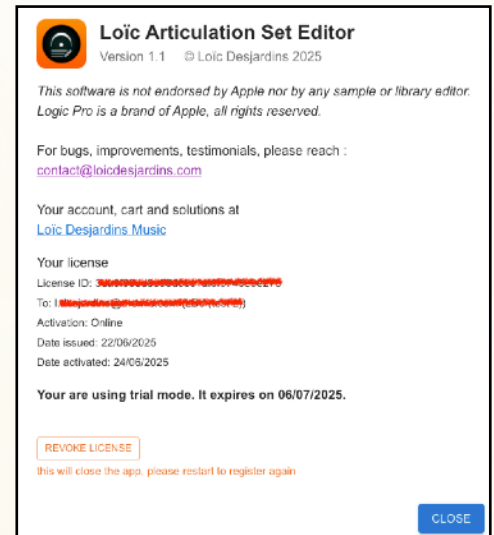 Loïc Articulation Set Editor
Version 1.1 © Loïc Desjardins 2025
This software is not endorsed by Apple nor by any sample or library editor.
Logic Pro is a brand of Apple, all rights reserved.
For bugs, improvements, testimonials, please reach :
contact@loicdesjardins.com
Your account, cart and solutions at
Loïc Desjardins Music
Your license
License ID:
To:
Activation: Online
Date issued: 22/06/2025
Date activated: 24/06/2025
Your are using trial mode. It expires on 06/07/2025.
REVOKE LICENSE
this will close the app, please restart to register again
CLOSE